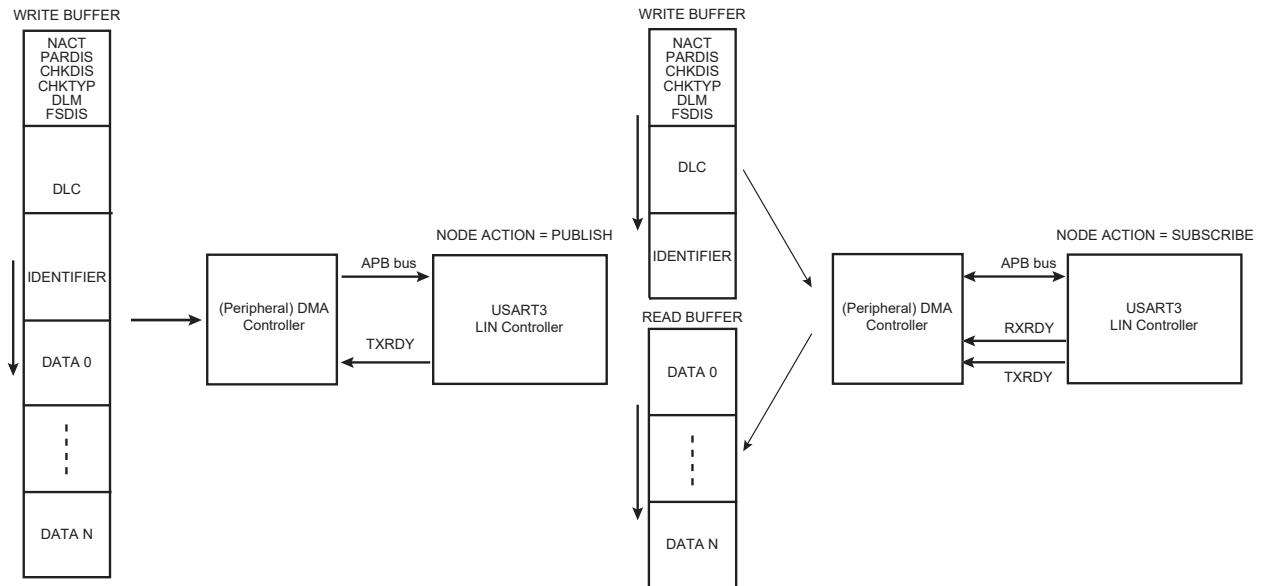 WRITE BUFFER
NACT
PARDIS
CHKDIS
CHKTYP
DLM
FSDIS
DLC
IDENTIFIER
DATA 0
DATA N
(Peripheral) DMA
Controller
APB bus
TXRDY
NODE ACTION = PUBLISH
USART3
LIN Controller
WRITE BUFFER
NACT
PARDIS
CHKDIS
CHKTYP
DLM
FSDIS
DLC
IDENTIFIER
READ BUFFER
DATA 0
DATA N
(Peripheral) DMA
Controller
APB bus
RXRDY
TXRDY
NODE ACTION = SUBSCRIBE
USART3
LIN Controller